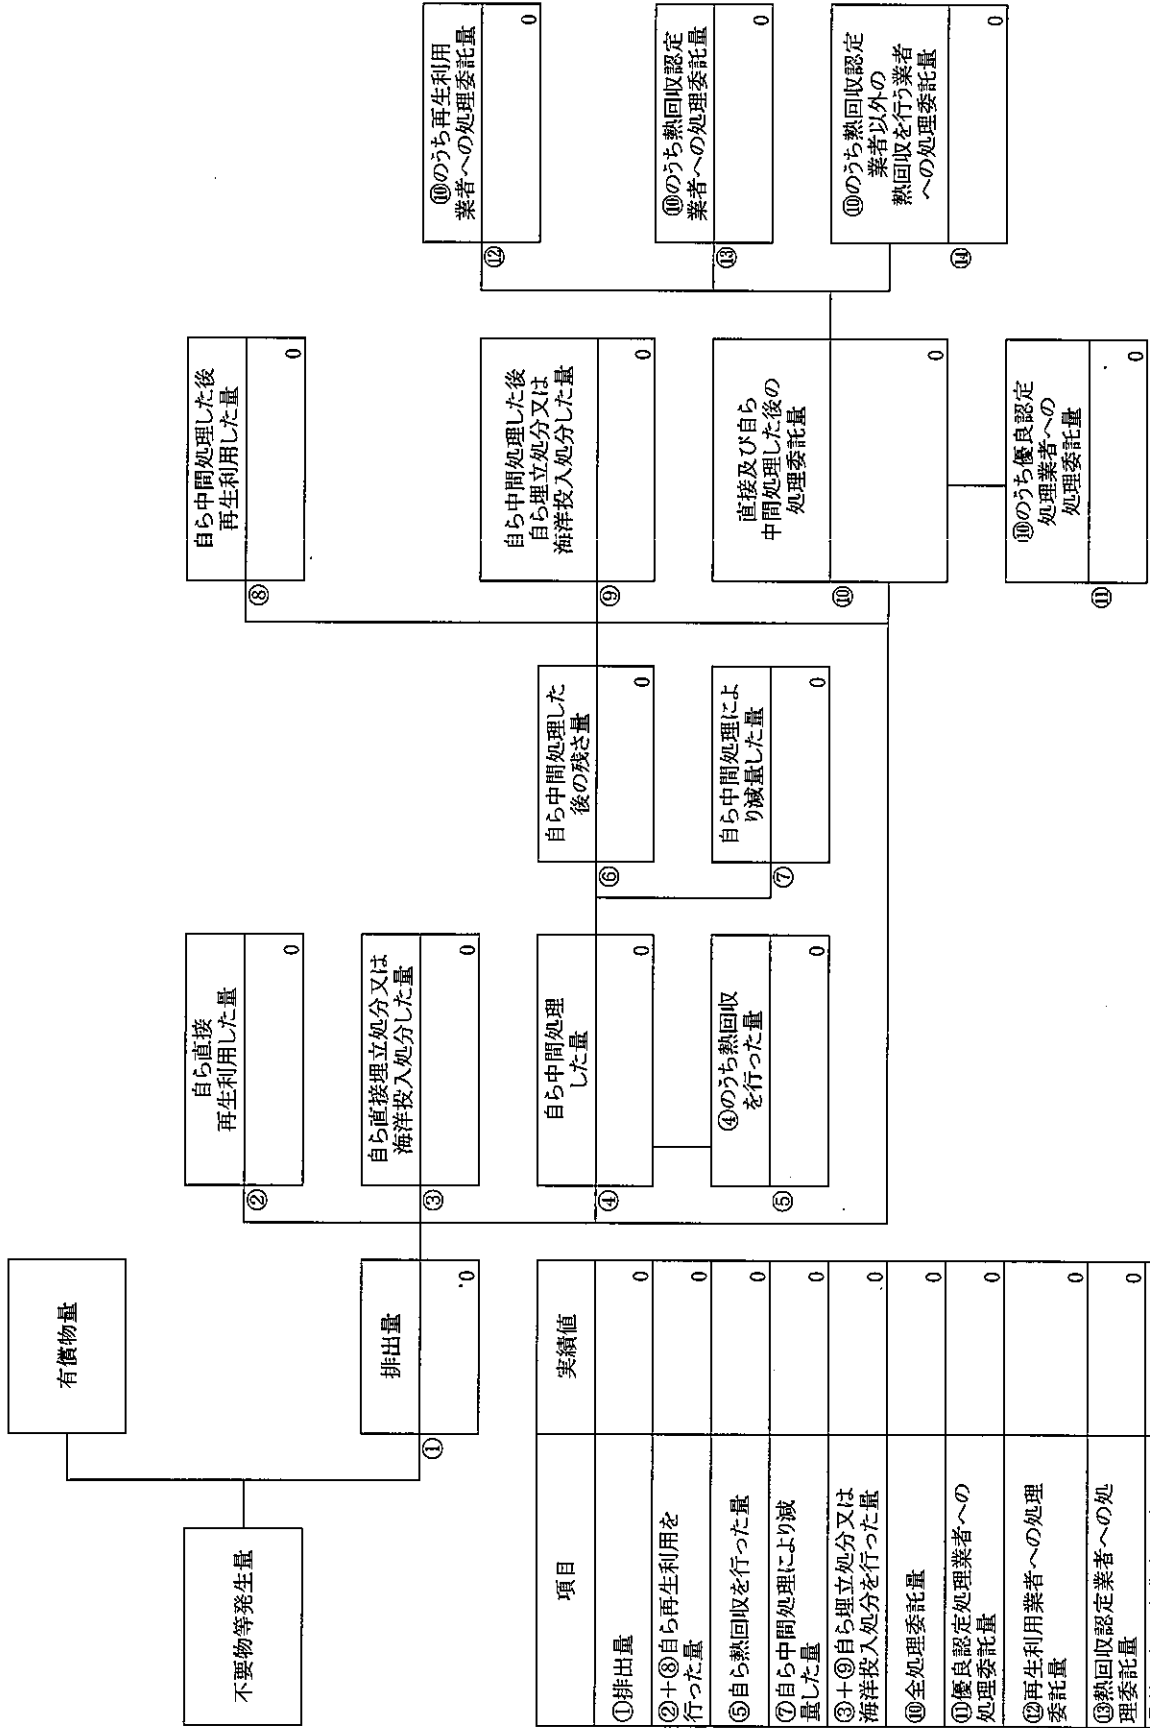 不要物等発生量
有償物量
①
排出量
0
②
自ら直接
再生利用した量
0
③
自ら直接埋立処分又は
海洋投入処分した量
0
④
自ら中間処理
した量
0
⑤
④のうち熱回収
を行った量
0
⑥
自ら中間処理した
後の残さ量
0
⑦
自ら中間処理によ
り減量した量
0
⑧
自ら中間処理した後
再生利用した量
0
⑨
自ら中間処理した後
自ら埋立処分又は
海洋投入処分した量
0
⑩
直接及び自ら
中間処理した後の
処理委託量
0
⑪
⑩のうち優良認定
処理業者への
処理委託量
0
⑫
⑩のうち再生利用
業者への処理委託量
0
⑬
⑩のうち熱回収認定
業者への処理委託量
0
⑭
⑩のうち熱回収認定
業者以外の
熱回収を行う業者
への処理委託量
0
項目 実績値
①排出量 0
②+⑧自ら再生利用を
行った量 0
⑤自ら熱回収を行った量 0
⑦自ら中間処理により減
量した量 0
③+⑨自ら埋立処分又は
海洋投入処分を行った量 0
⑩全処理委託量 0
⑪優良認定処理業者への
処理委託量 0
⑫再生利用業者への処理
委託量 0
⑬熱回収認定業者への処
理委託量 0